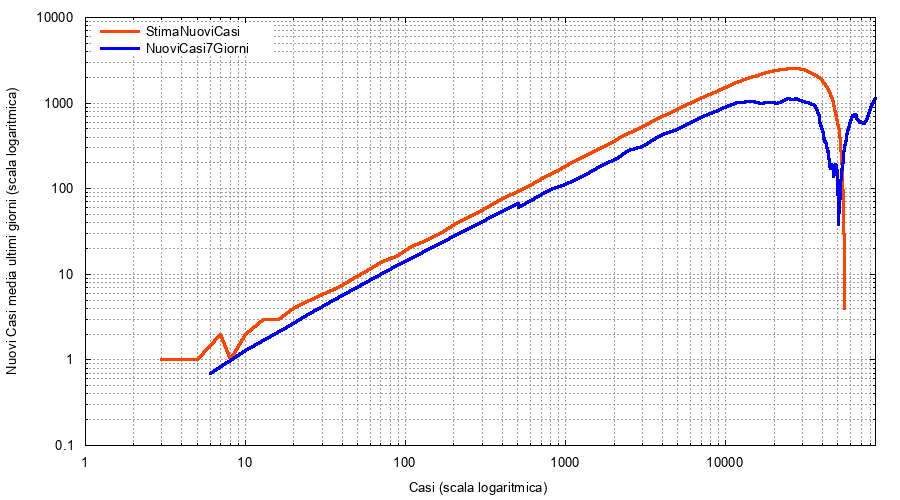 10000
1000
100
10
1
0.1
StimaNuoviCasi
NuoviCasi7Giorni
Nuovi Casi media ultimi giorni (scala logaritmica)
1 10 100 1000 10000
Casi (scala logaritmica)